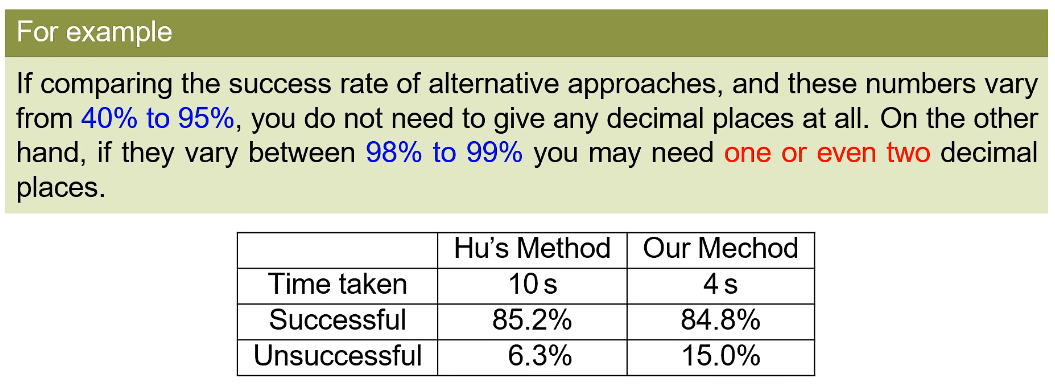 For example
If comparing the success rate of alternative approaches, and these numbers vary
from 40% to 95%, you do not need to give any decimal places at all. On the other
hand, if they vary between 98% to 99% you may need one or even two decimal
places.
Hu's Method Our Mechod
Time taken 10 s 4 s
Successful 85.2% 84.8%
Unsuccessful 6.3% 15.0%